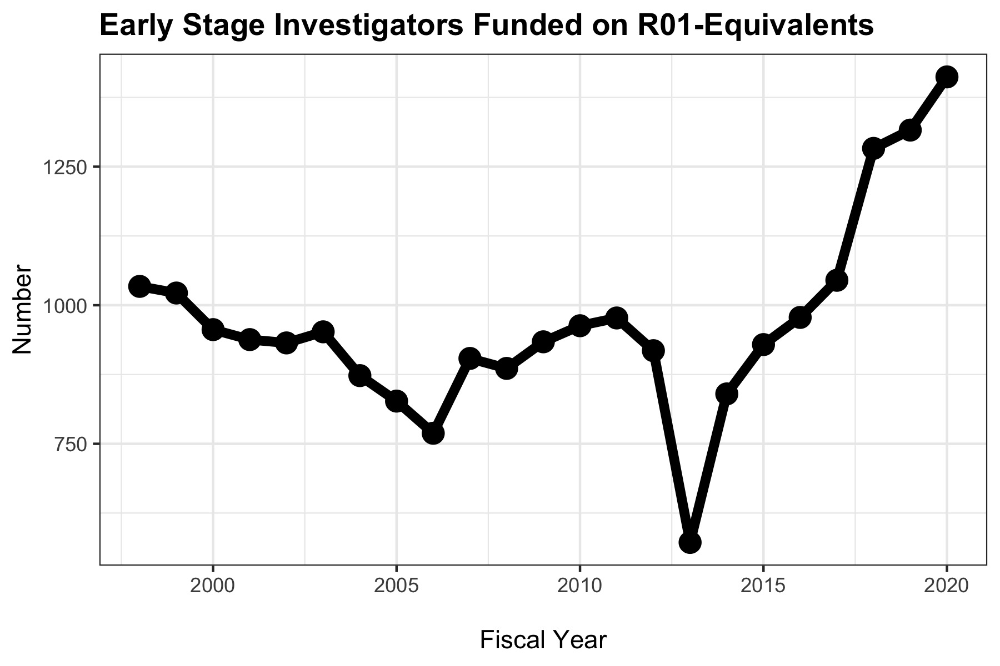 Early Stage Investigators Funded on R01-Equivalents
1250
1000
750
Number
2000 2005 2010 2015 2020
Fiscal Year